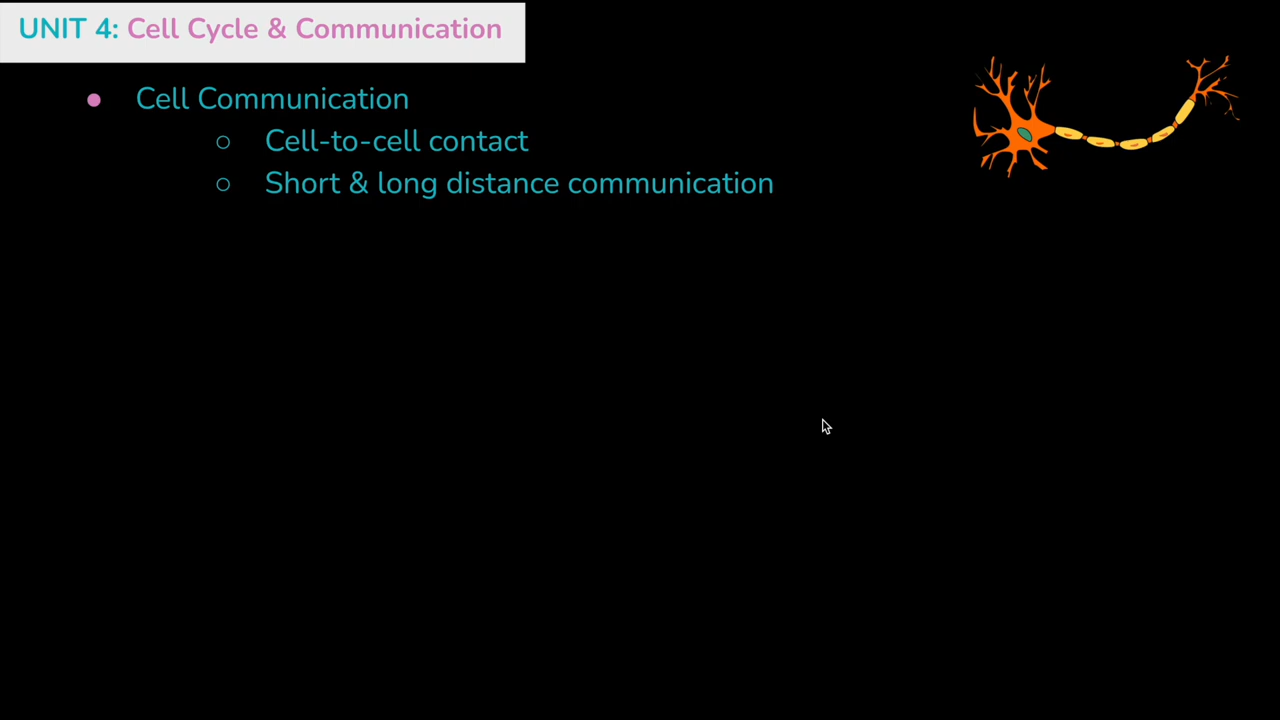 UNIT 4: Cell Cycle & Communication
● Cell Communication
○ Cell-to-cell contact
○ Short & long distance communication